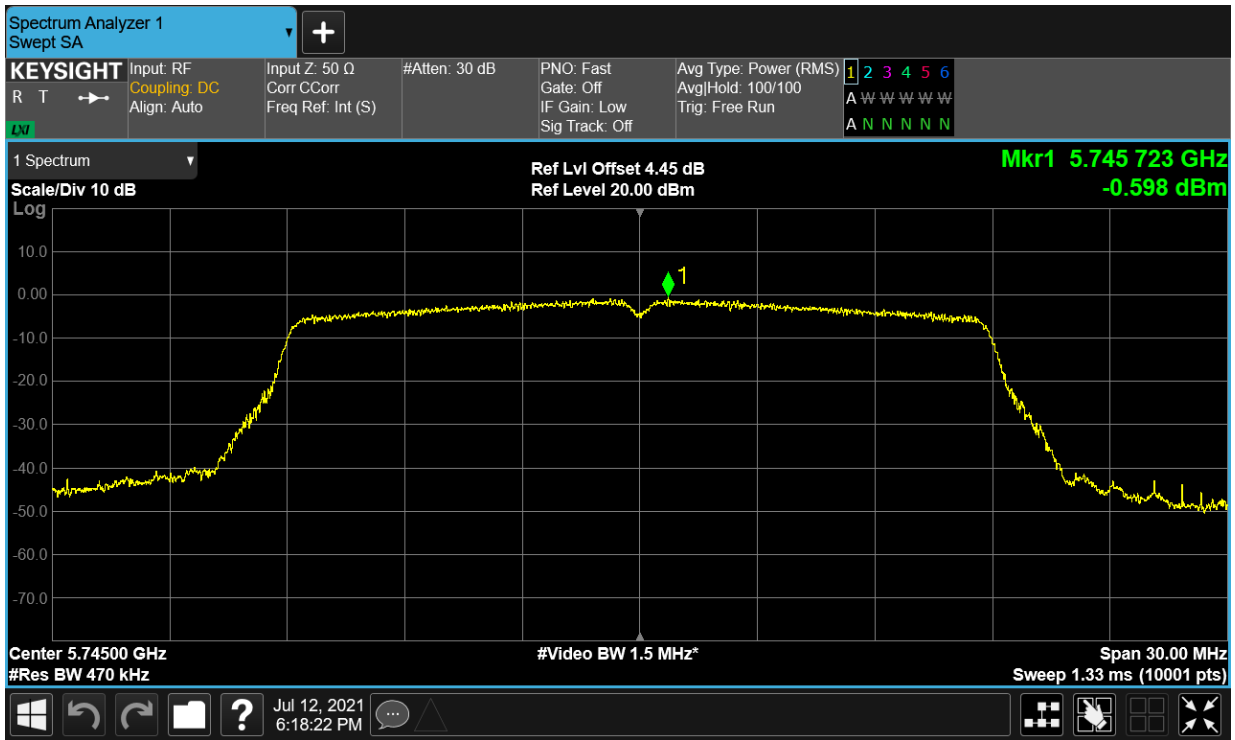 Spectrum Analyzer 1
Swept SA
KEYSIGHT
R T
LXI
Input: RF
Coupling: DC
Align: Auto
Input Z: 50 Ω
Corr CCorr
Freq Ref: Int (S)
#Atten: 30 dB
PNO: Fast
Gate: Off
IF Gain: Low
Sig Track: Off
Avg Type: Power (RMS)
Avg|Hold: 100/100
Trig: Free Run
1 2 3 4 5 6
A W W W W W
A N N N N N
1 Spectrum
Scale/Div 10 dB
Log
Ref Lvl Offset 4.45 dB
Ref Level 20.00 dBm
Mkr1 5.745 723 GHz
-0.598 dBm
1
10.0
0.00
-10.0
-20.0
-30.0
-40.0
-50.0
-60.0
-70.0
Center 5.74500 GHz
#Res BW 470 kHz
#Video BW 1.5 MHz*
Span 30.00 MHz
Sweep 1.33 ms (10001 pts)
?
Jul 12, 2021
6:18:22 PM